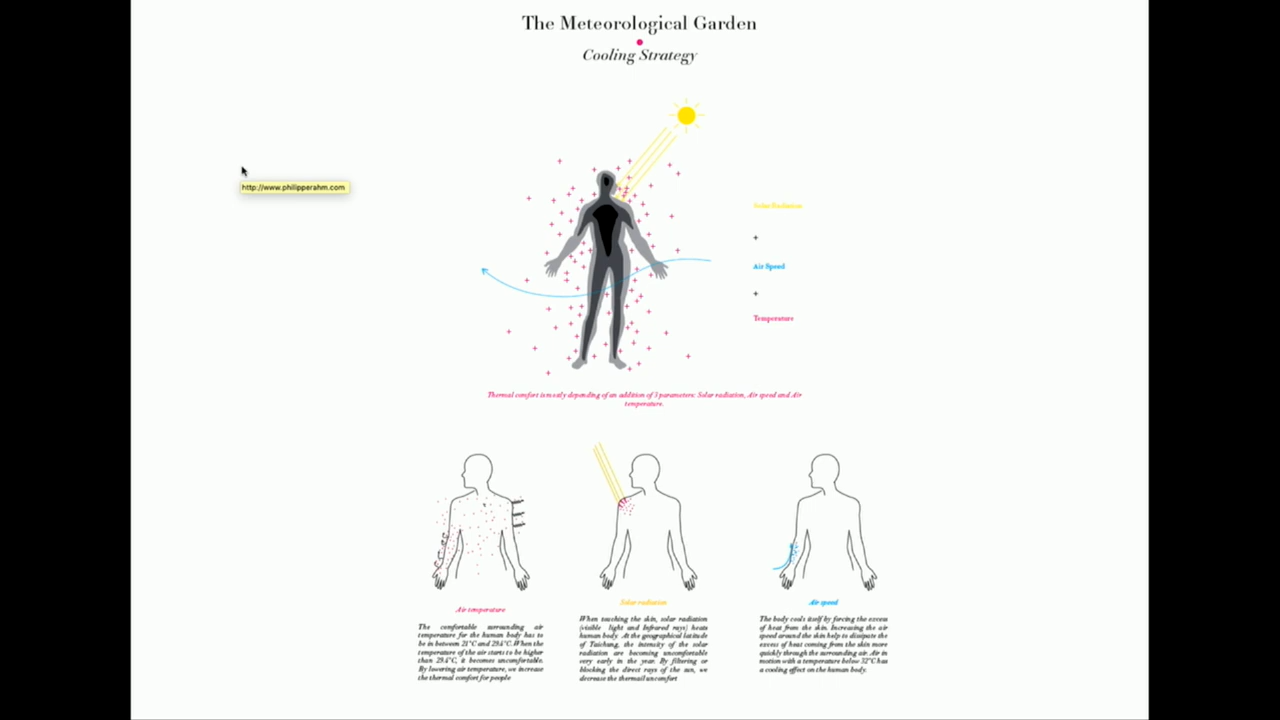 The Meteorological Garden
Cooling Strategy
http://www.philipperahm.com
Solar Radiation
+
Air Speed
+
Temperature
Thermal comfort is really depending of an addition of 3 parameters: Solar radiation, Air speed and Air
temperature.
Air temperature
The comfortable surrounding air
temperature for the human body has to
be in between 21°C and 29.4°C. When the
temperature of the air starts to be higher
than 29.4°C, it becomes uncomfortable.
By lowering air temperature, we increase
the thermal comfort for people
Solar radiation
When touching the skin, solar radiation
(visible light and Infrared rays) heats
human body. At the geographical latitude
of Taichung, the intensity of the solar
radiation are becoming uncomfortable
very early in the year. By filtering or
blocking the direct rays of the sun, we
decrease the thermal uncomfort
Air speed
The body cools itself by forcing the excess
of heat from the skin. Increasing the air
speed around the skin help to dissipate the
excess of heat coming from the skin more
quickly through the surrounding air. Air in
motion with a temperature below 32°C has
a cooling effect on the human body.